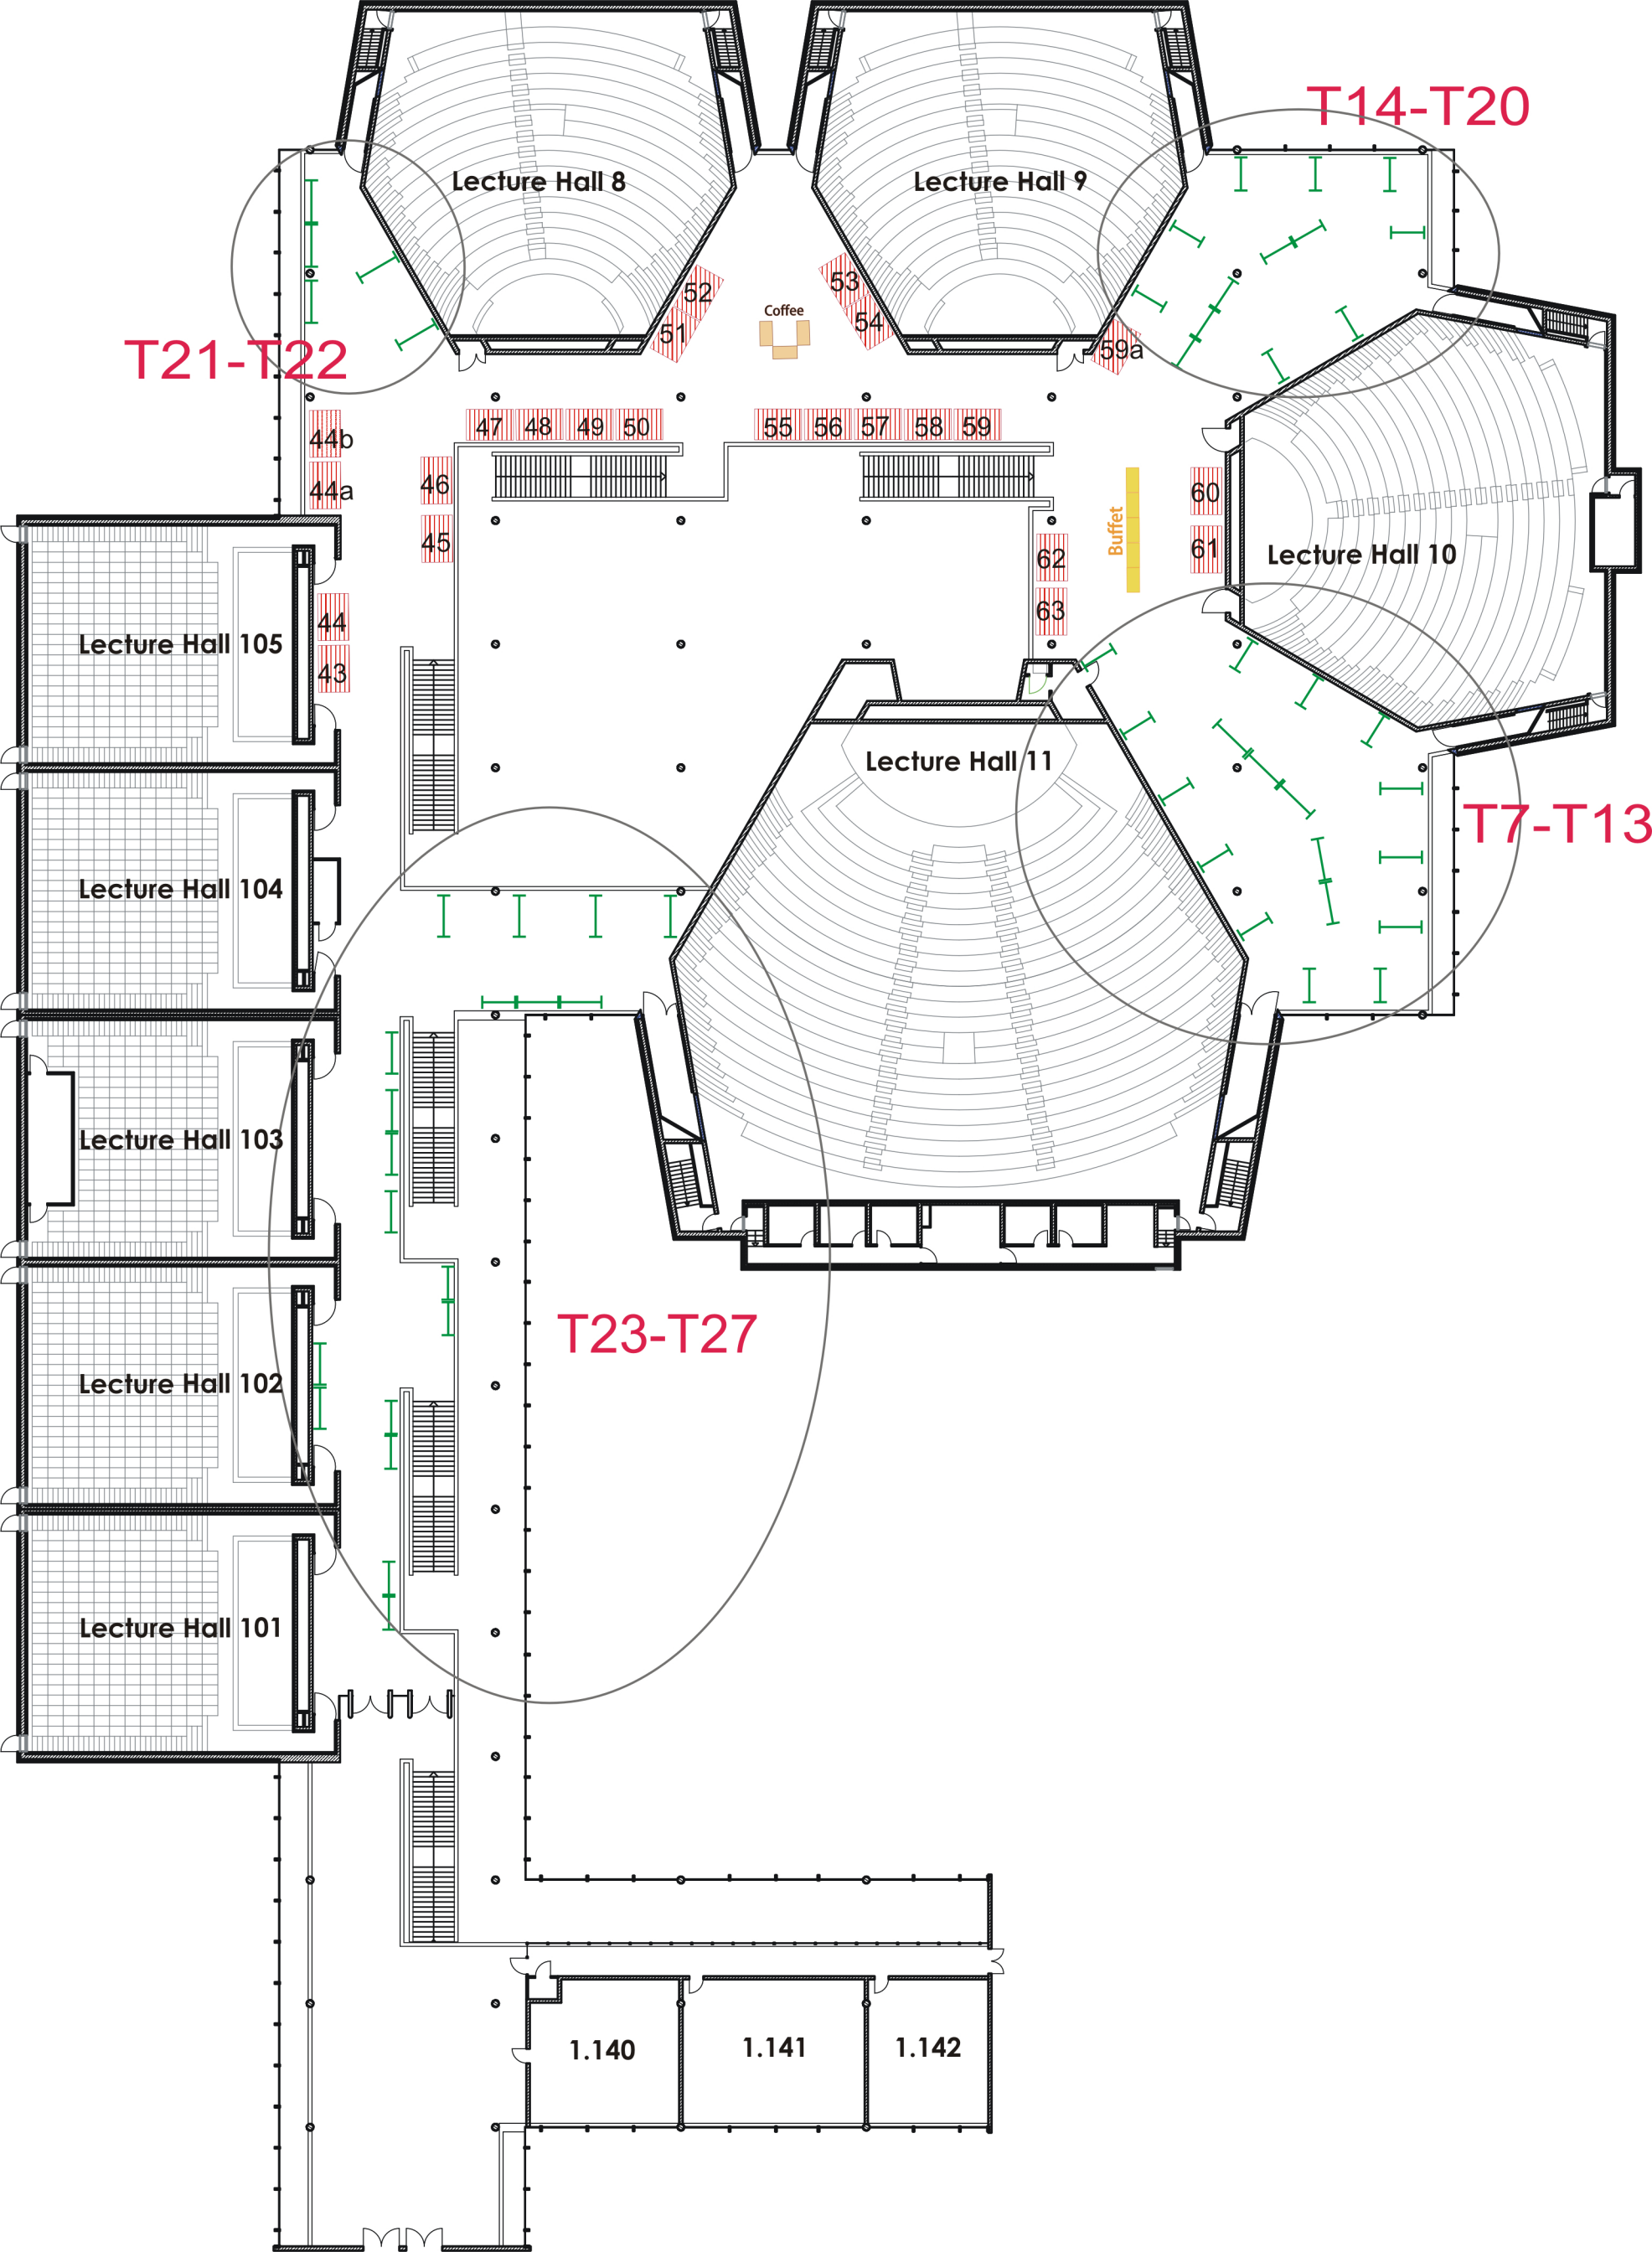 T14-T20
Lecture Hall 8
Lecture Hall 9
52
53
Coffee
51
54
59a
T21-T22
44b
47
48
49
50
55
56
57
58
59
44a
46
60
45
Buffet
62
61
Lecture Hall 10
63
44
Lecture Hall 105
43
Lecture Hall 11
T7-T13
Lecture Hall 104
Lecture Hall 103
T23-T27
Lecture Hall 102
Lecture Hall 101
1.140
1.141
1.142